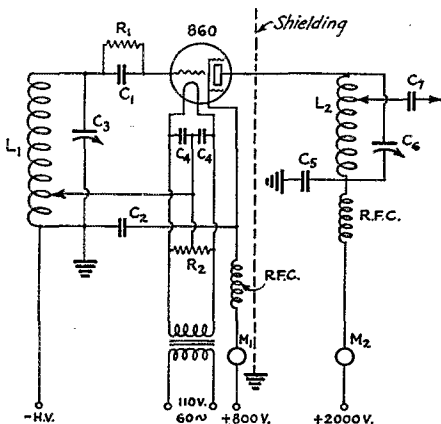 Shielding
R1
860
C1
C3
L1
C4 C4
C2
R2
R.F.C.
M1
L2
C7
C6
C5
R.F.C.
M2
-H.V.
110V.
60~
+800V.
+2000V.